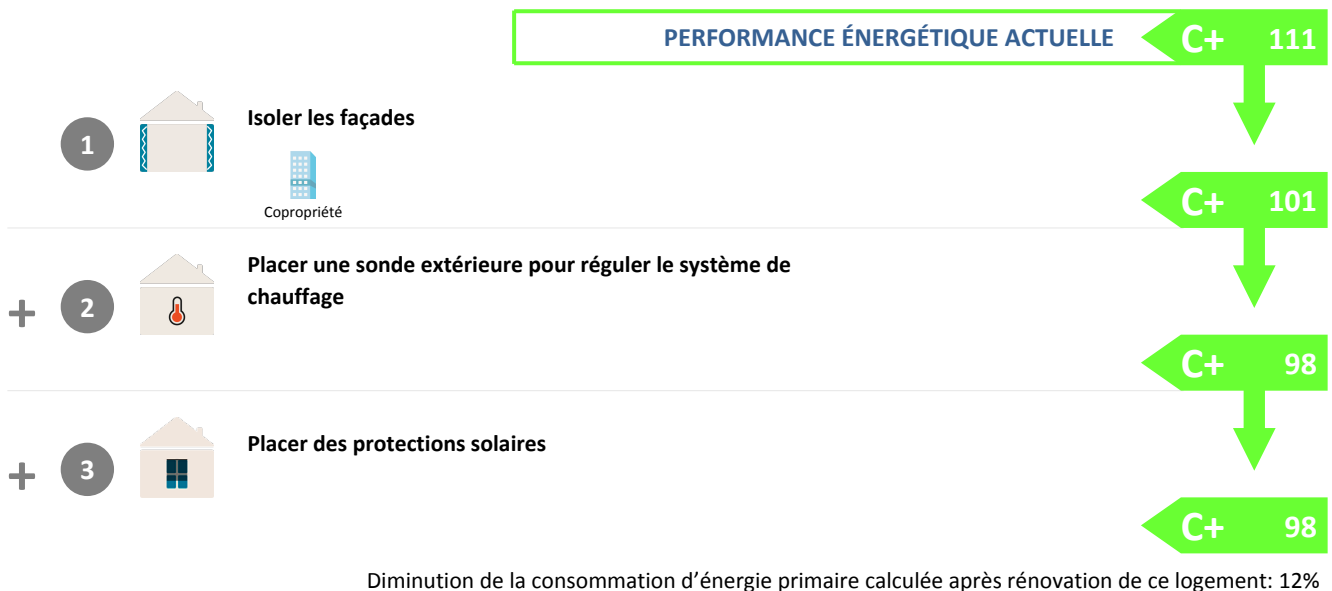 PERFORMANCE ÉNERGÉTIQUE ACTUELLE C+ 111
1 Isoler les façades
Copropriété
C+ 101
+ 2 Placer une sonde extérieure pour réguler le système de
chauffage
C+ 98
+ 3 Placer des protections solaires
C+ 98
Diminution de la consommation d’énergie primaire calculée après rénovation de ce logement: 12%